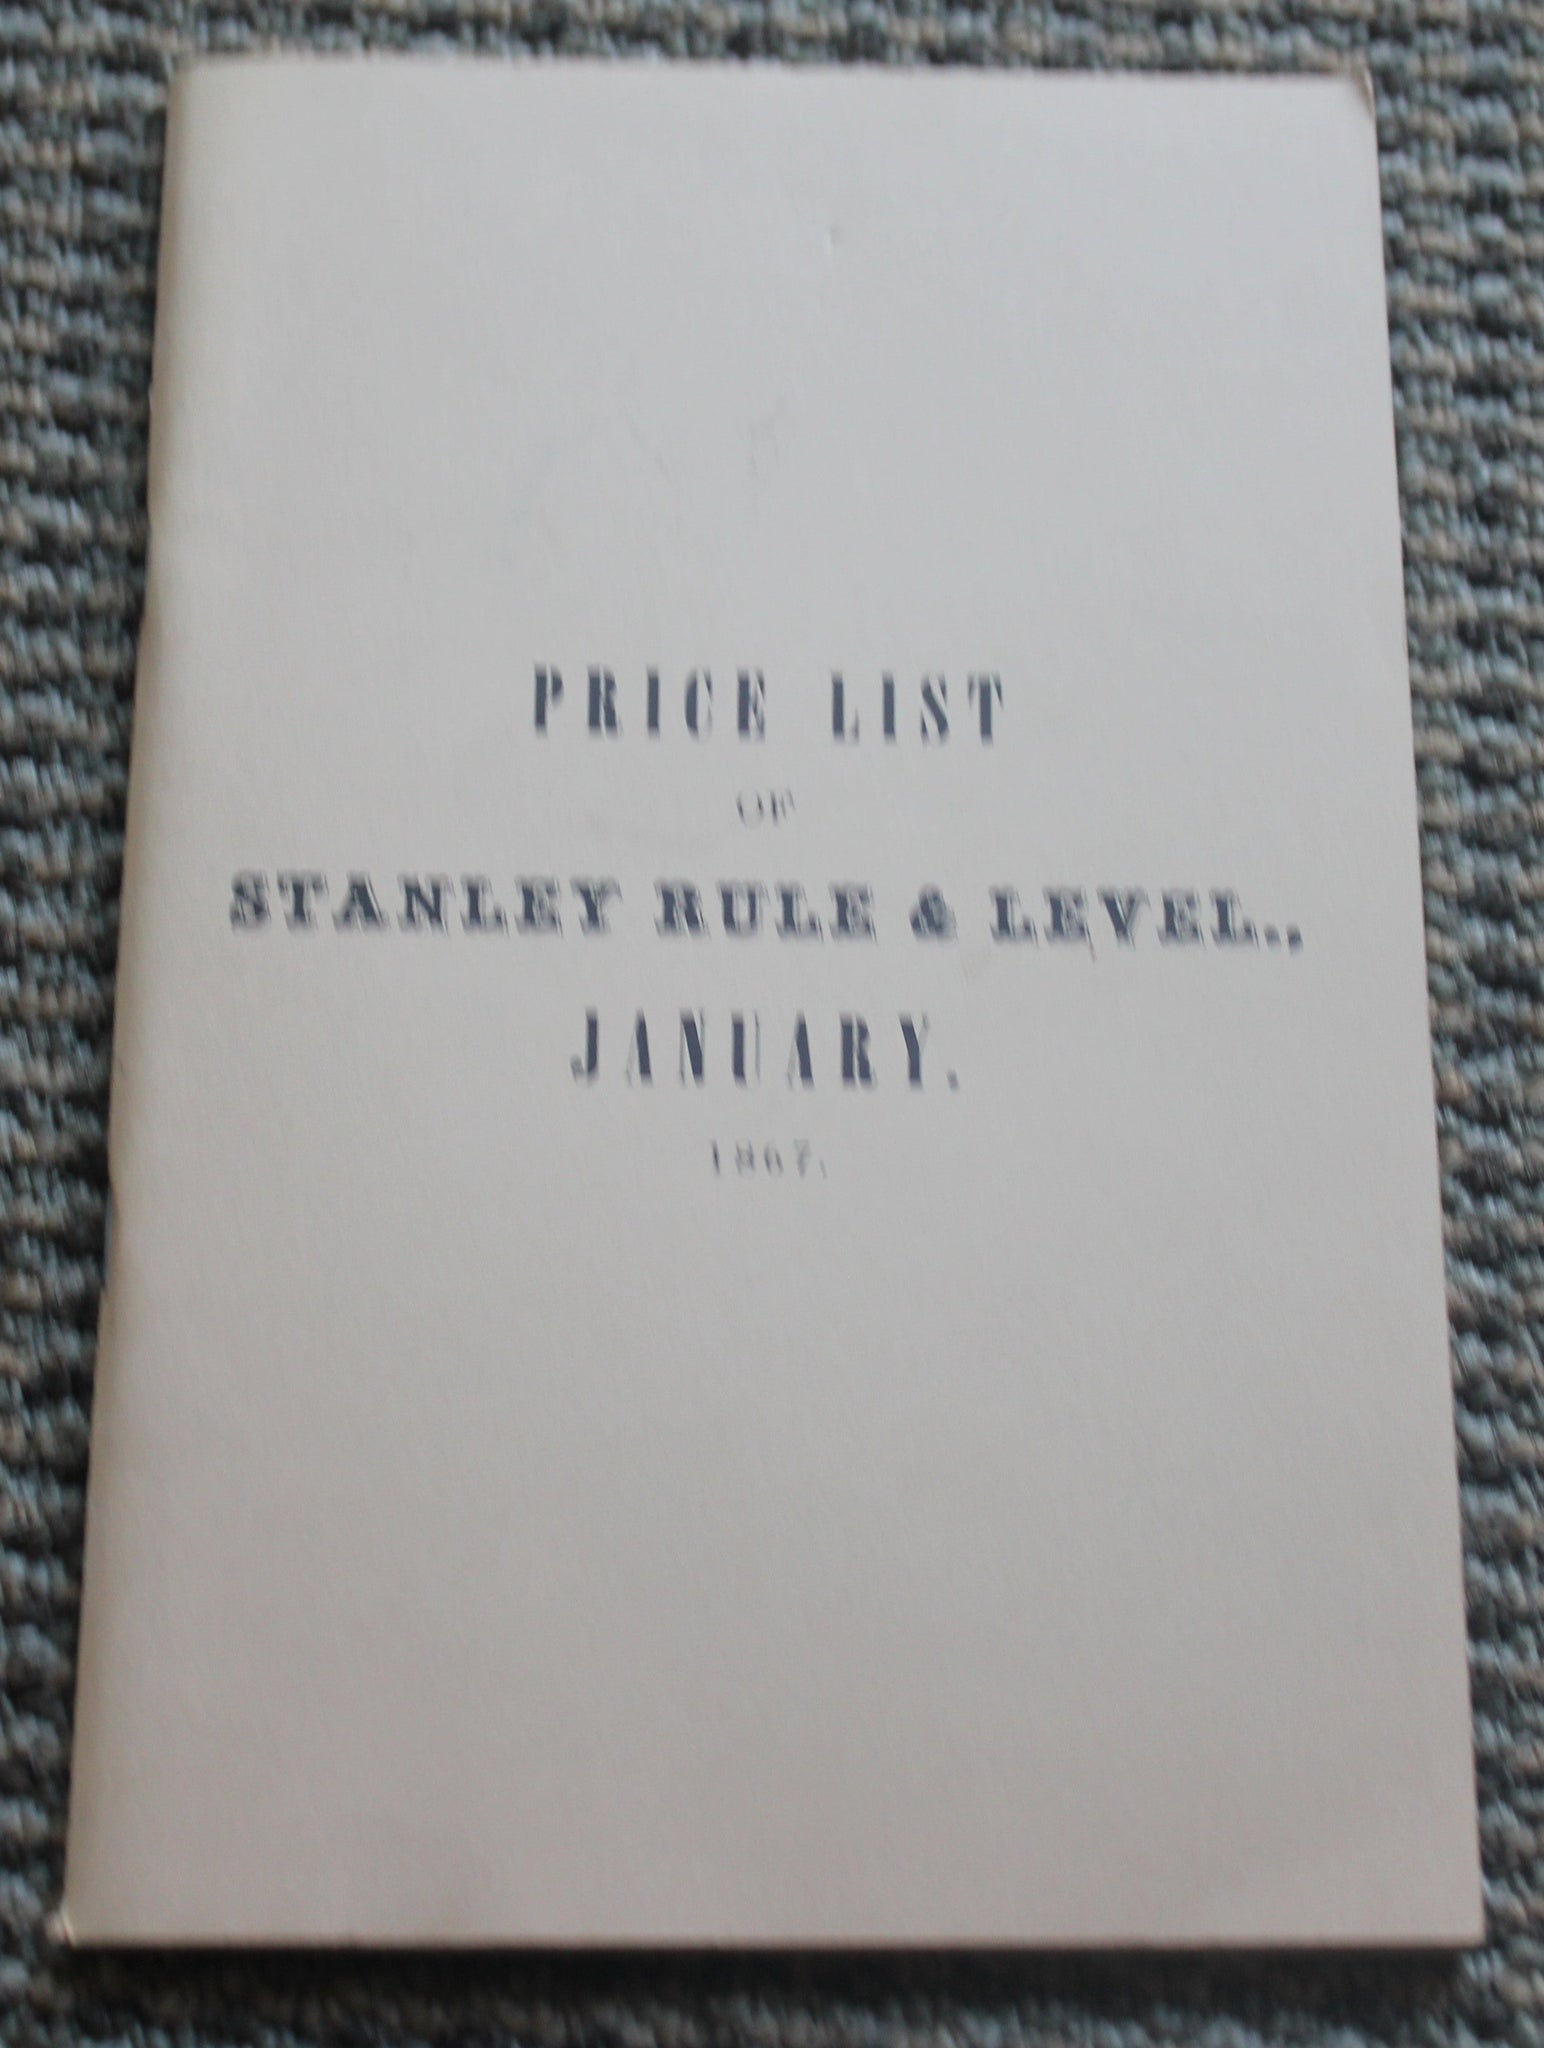 PRICE LIST
OF
STANLEY RULE & LEVEL.,
JANUARY.
1867.